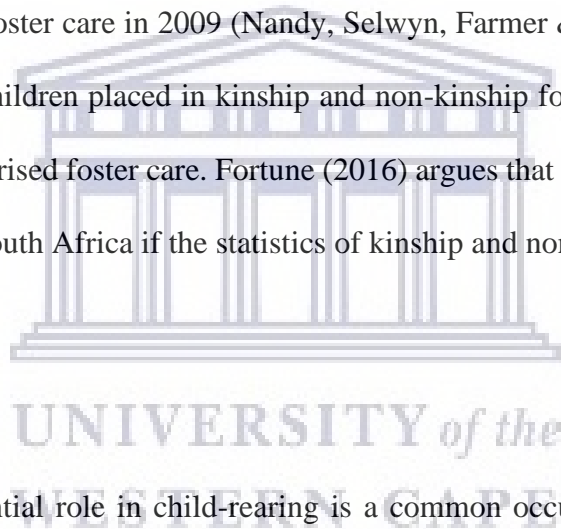 oster care in 2009 (Nandy, Selwyn, Farmer
hildren placed in kinship and non-kinship fo
rised foster care. Fortune (2016) argues that
outh Africa if the statistics of kinship and nor
UNIVERSITY of the
ntial role in child-rearing is a common occu
WESTERN CAPE